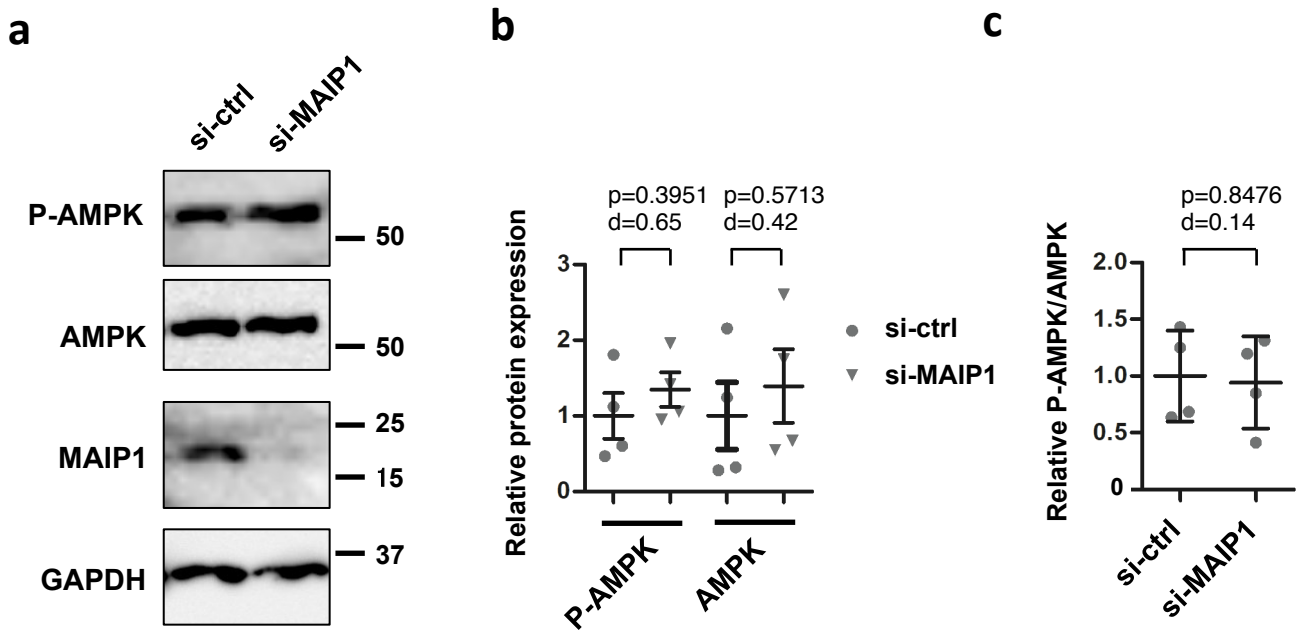 a
si-ctrl
si-MAIP1
P-AMPK
50
AMPK
50
MAIP1
25
15
GAPDH
37
b
p=0.3951
d=0.65
p=0.5713
d=0.42
Relative protein expression
3
2
1
0
P-AMPK
AMPK
si-ctrl
si-MAIP1
c
p=0.8476
d=0.14
Relative P-AMPK/AMPK
2.0
1.5
1.0
0.5
0
si-ctrl
si-MAIP1